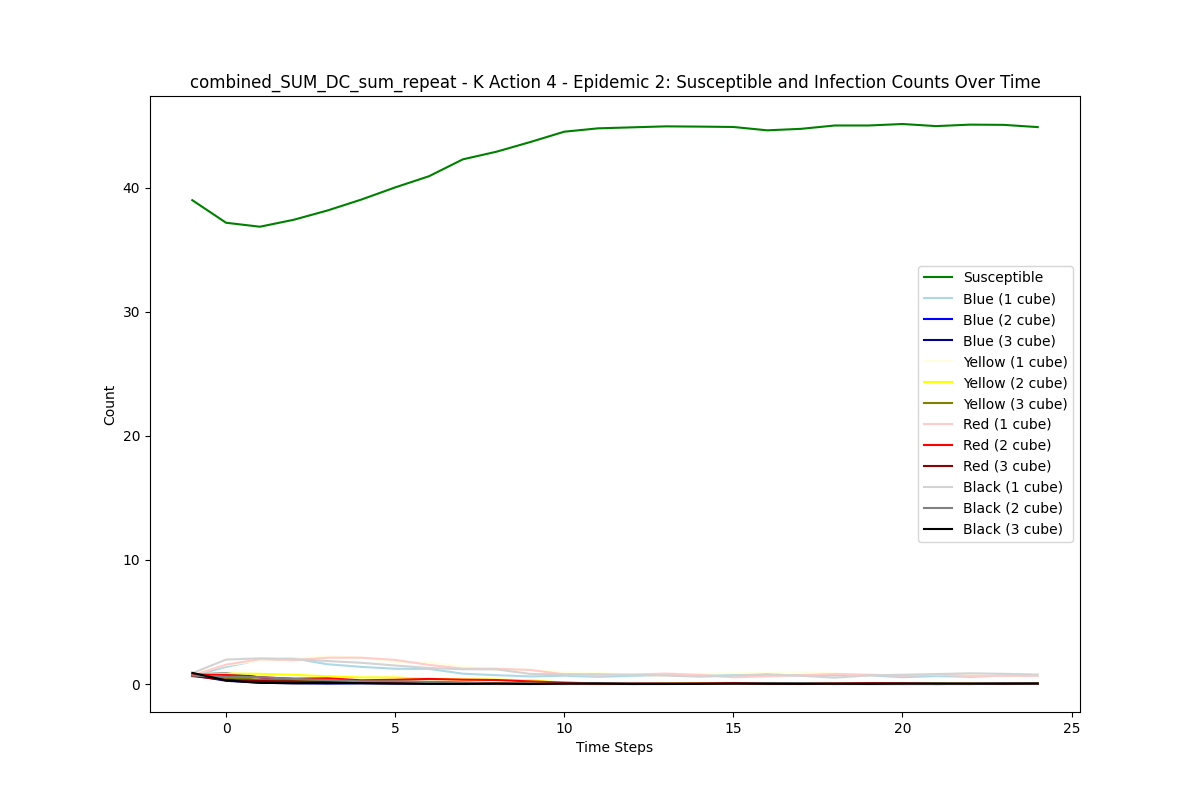 combined_SUM_DC_sum_repeat - K Action 4 - Epidemic 2: Susceptible and Infection Counts Over Time
Count
40
30
20
10
0
Susceptible
Blue (1 cube)
Blue (2 cube)
Blue (3 cube)
Yellow (1 cube)
Yellow (2 cube)
Yellow (3 cube)
Red (1 cube)
Red (2 cube)
Red (3 cube)
Black (1 cube)
Black (2 cube)
Black (3 cube)
0 5 10 15 20 25
Time Steps